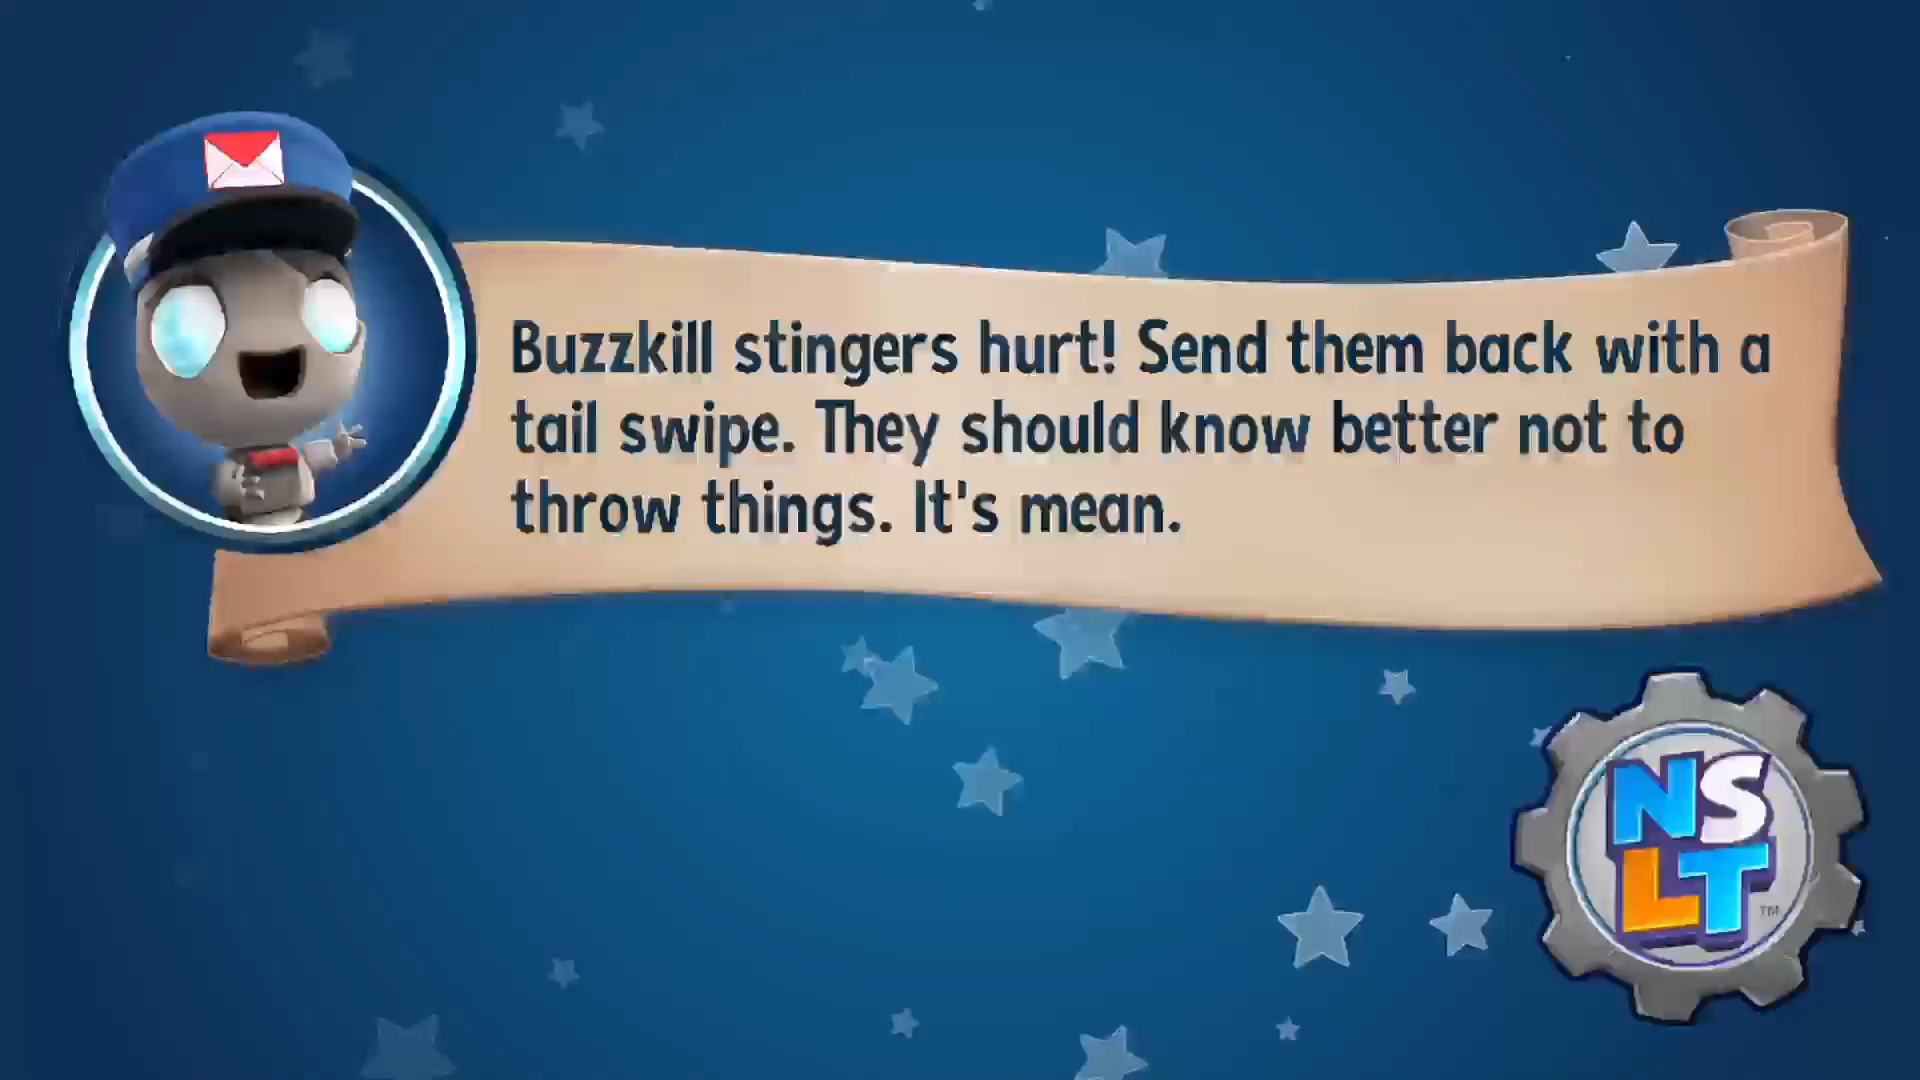 Buzzkill stingers hurt! Send them back with a
tail swipe. They should know better not to
throw things. It's mean.
NS
LT
TM